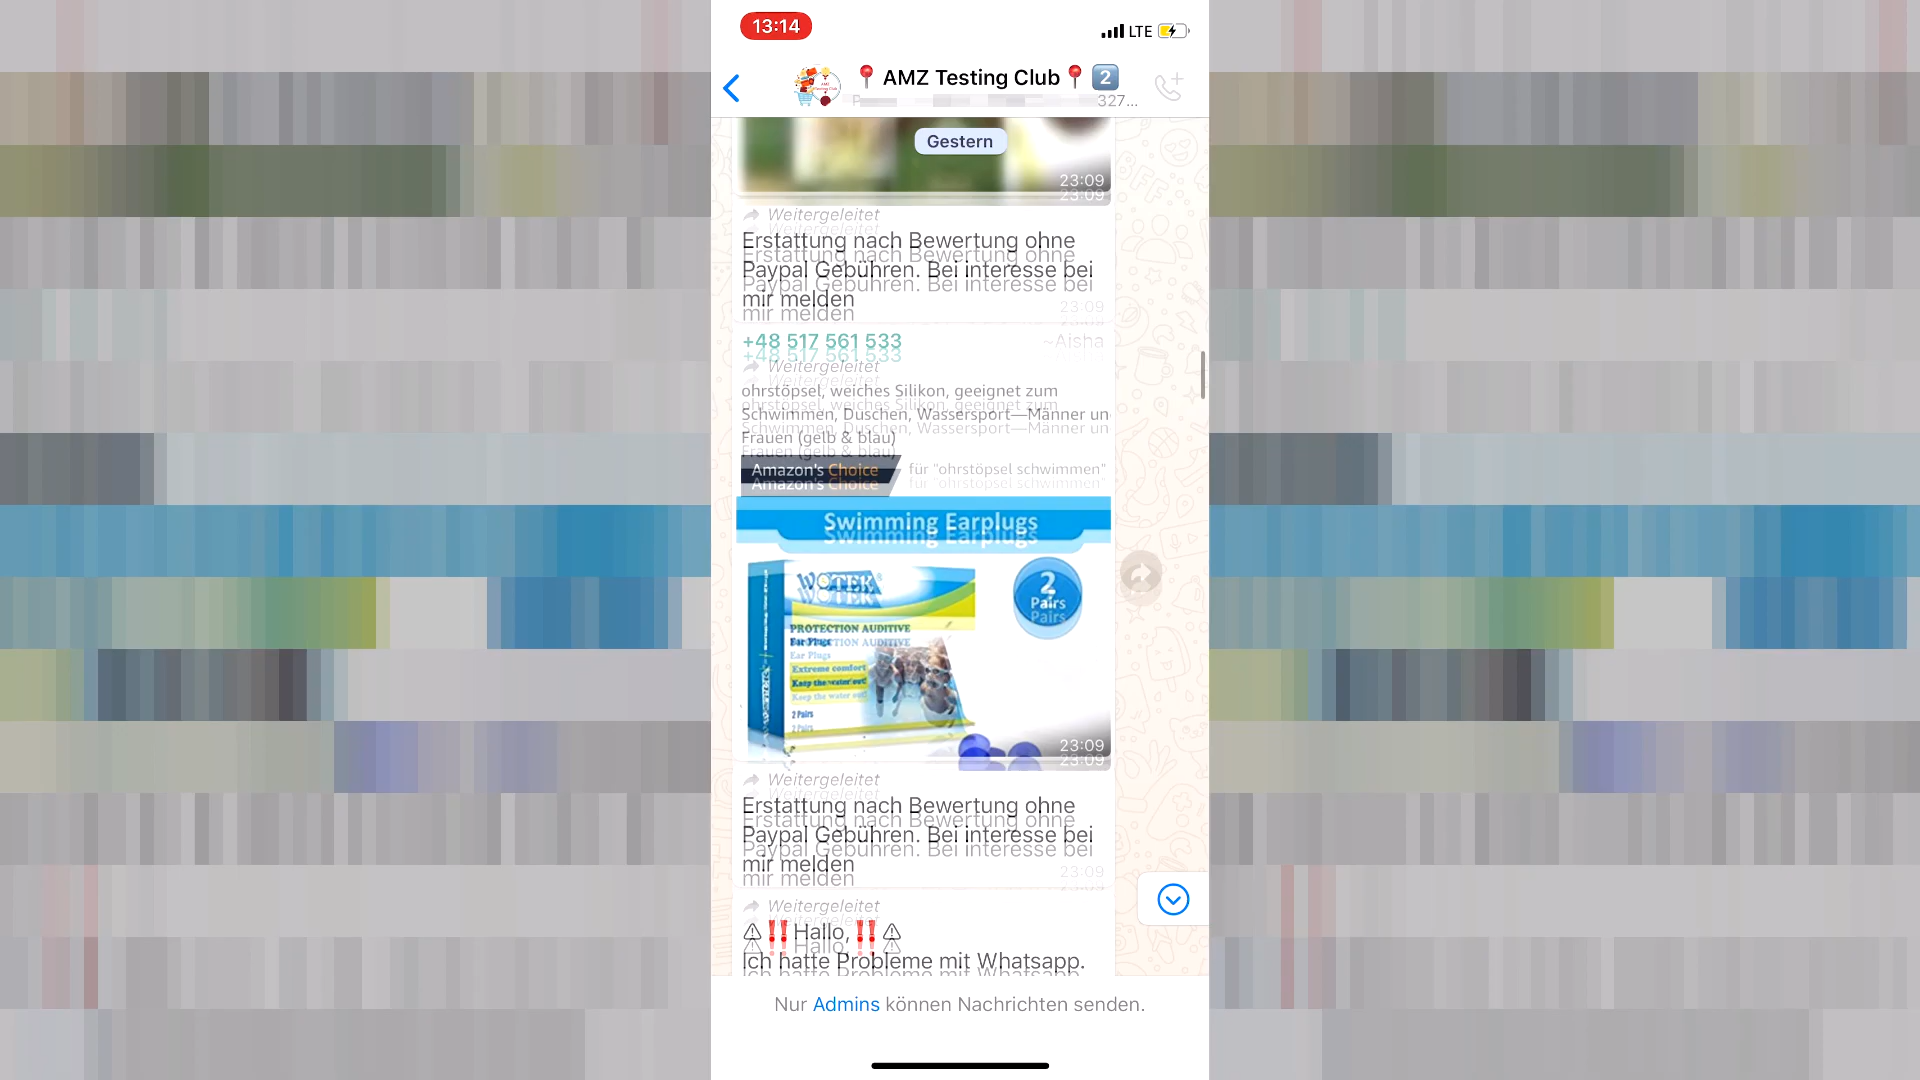 13:14
LTE
📍 AMZ Testing Club 📍 2️⃣
327...
Gestern
23:09
Weitergeleitet
Erstattung nach Bewertung ohne
Paypal Gebühren. Bei interesse bei
mir melden
23:09
+48 517 561 533 ~Aisha
Weitergeleitet
ohrstöpsel, weiches Silikon, geeignet zum
Schwimmen, Duschen, Wassersport—Männer un
Frauen (gelb & blau)
Amazon's Choice für "ohrstöpsel schwimmen"
Swimming Earplugs
WOTEK
2
Pairs
PROTECTION AUDITIVE
Ear Plugs
Extreme comfort
Keep the water out!
2 Pairs
23:09
Weitergeleitet
Erstattung nach Bewertung ohne
Paypal Gebühren. Bei interesse bei
mir melden
23:09
Weitergeleitet
⚠‼️Hallo,‼️⚠
Ich hatte Probleme mit Whatsapp.
Nur Admins können Nachrichten senden.